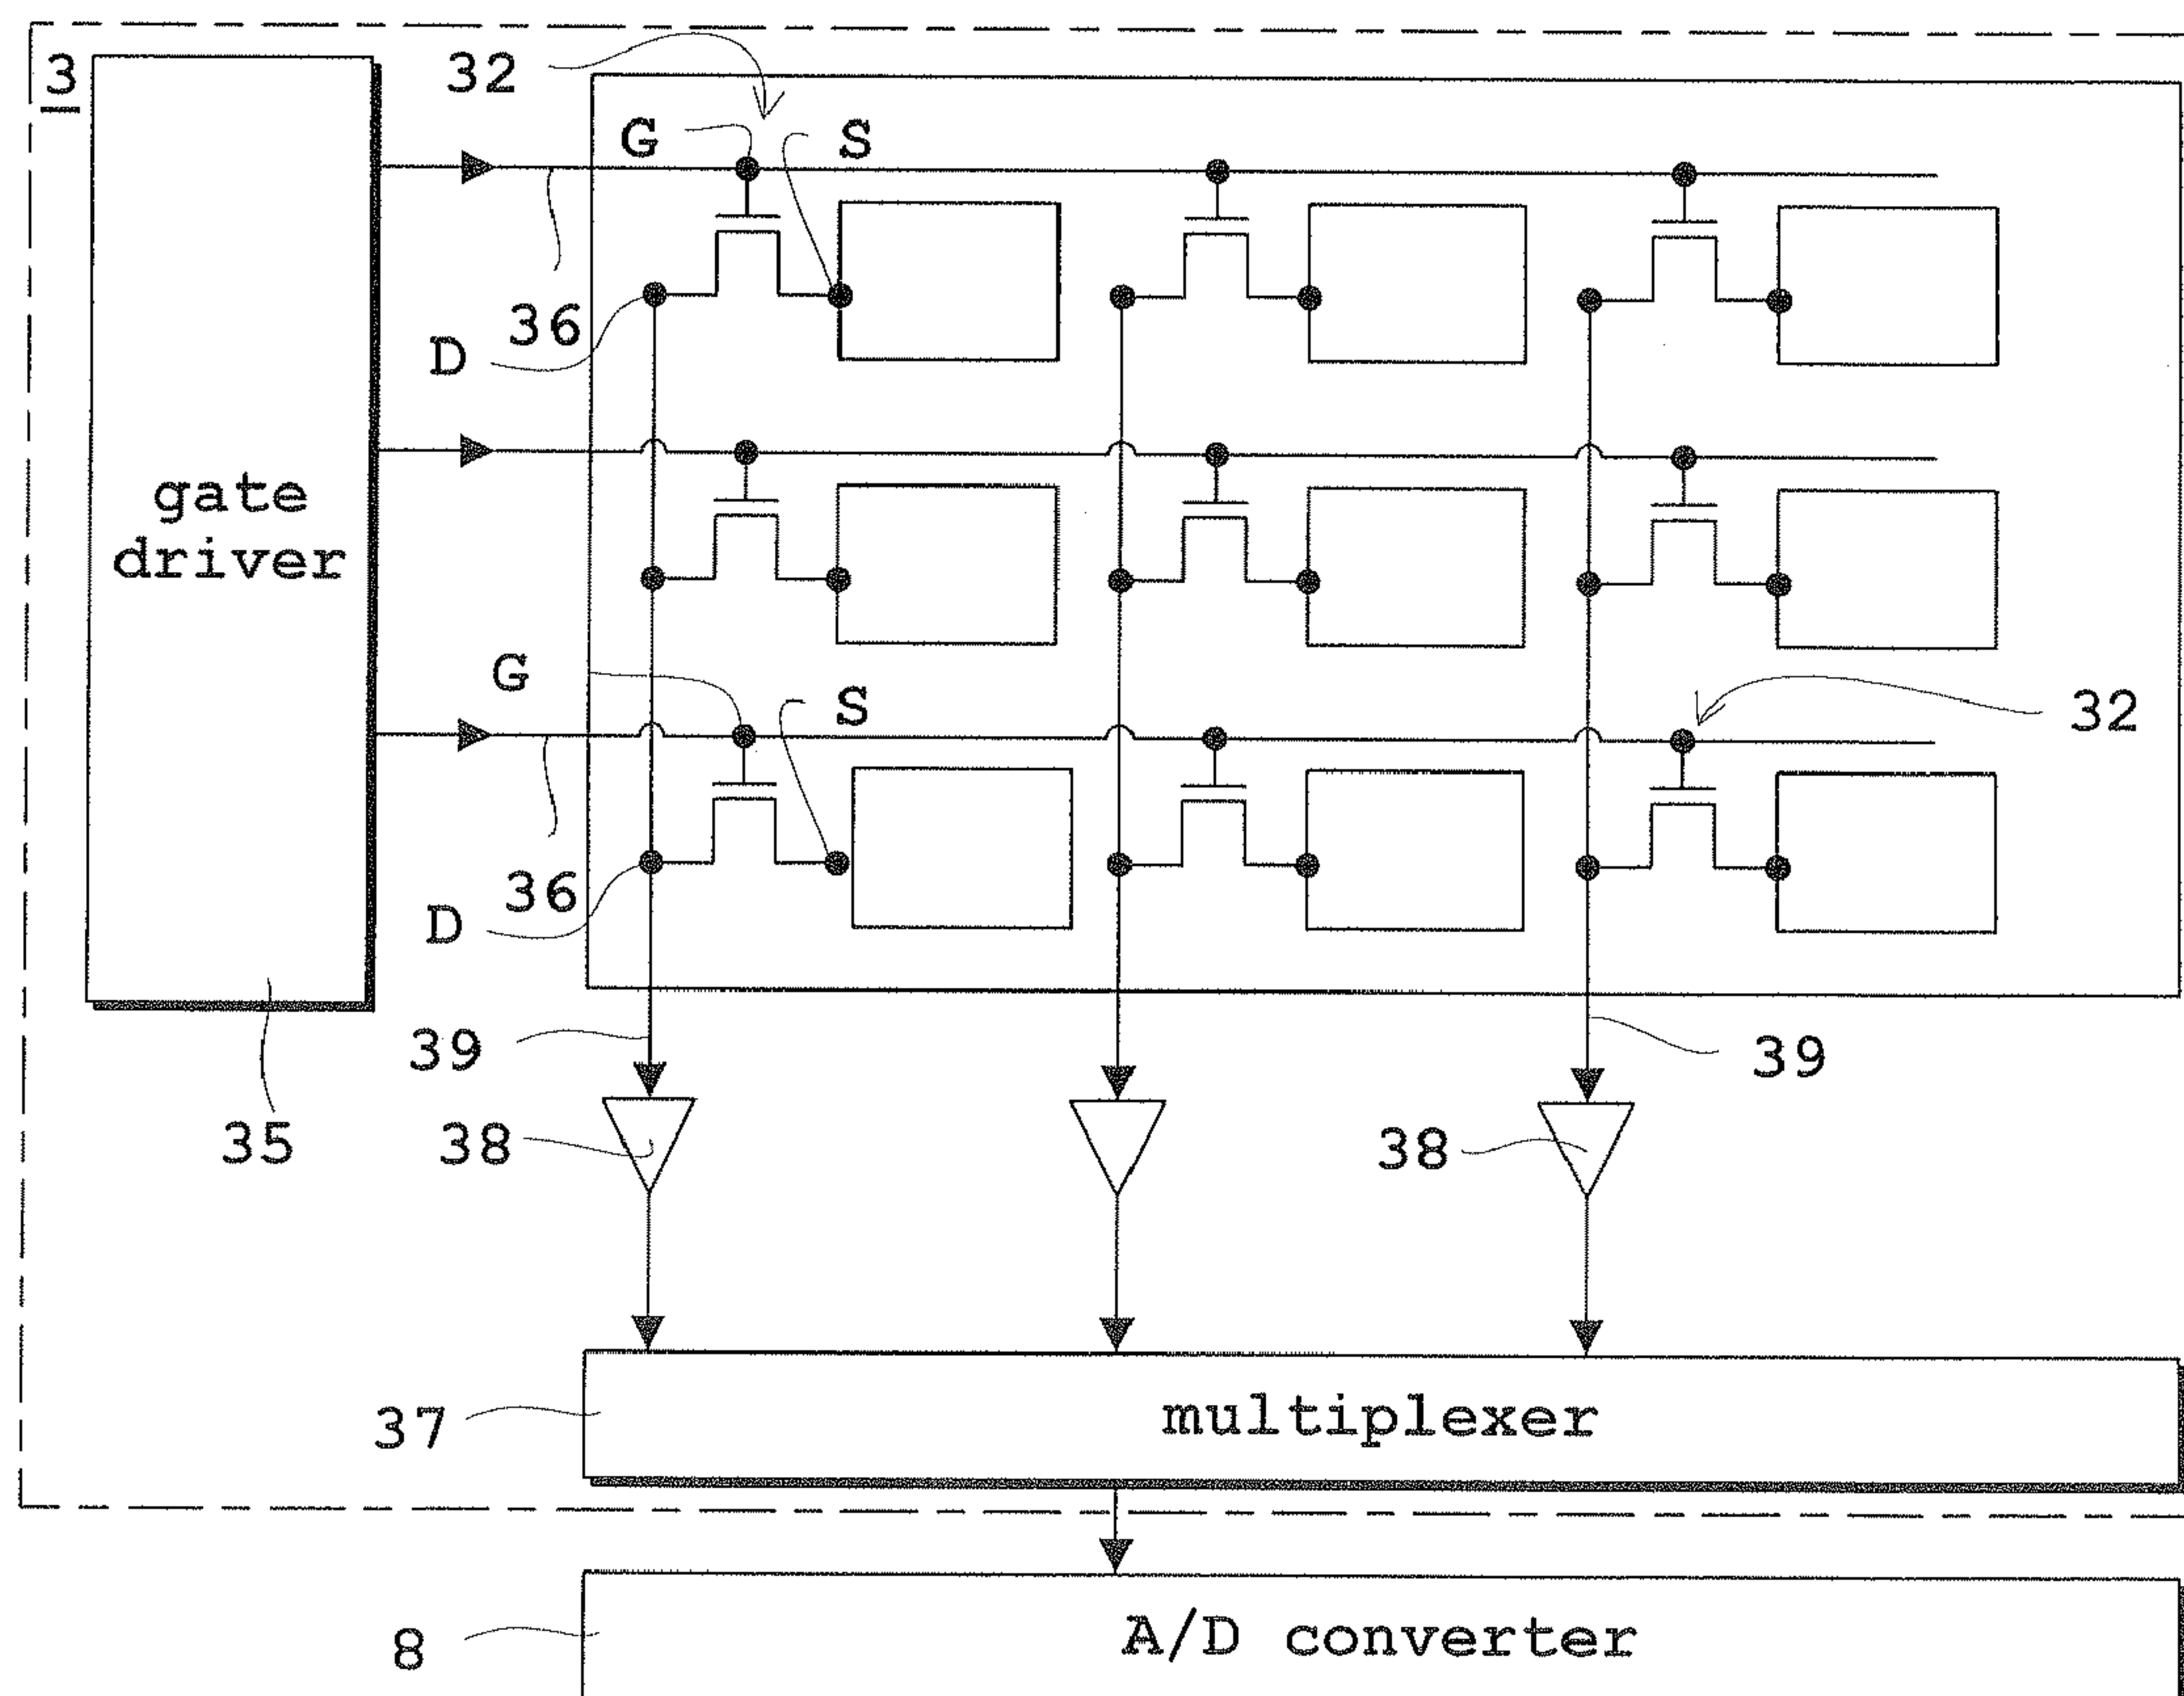 3
32
G
S
36
D
gate
driver
G
S
32
36
D
39
39
35
38
38
37
multiplexer
8
A/D converter